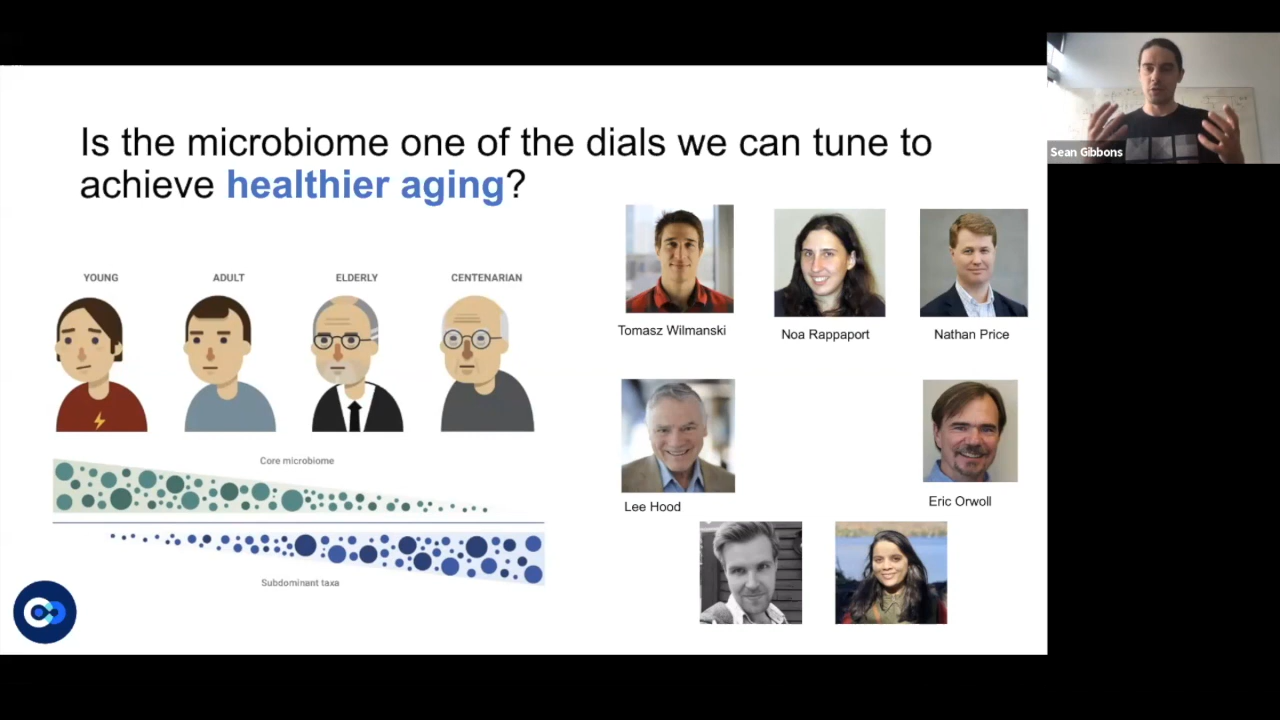 Is the microbiome one of the dials we can tune to
achieve healthier aging?
Sean Gibbons
YOUNG
ADULT
ELDERLY
CENTENARIAN
Core microbiome
Subdominant taxa
Tomasz Wilmanski
Noa Rappaport
Nathan Price
Lee Hood
Eric Orwoll